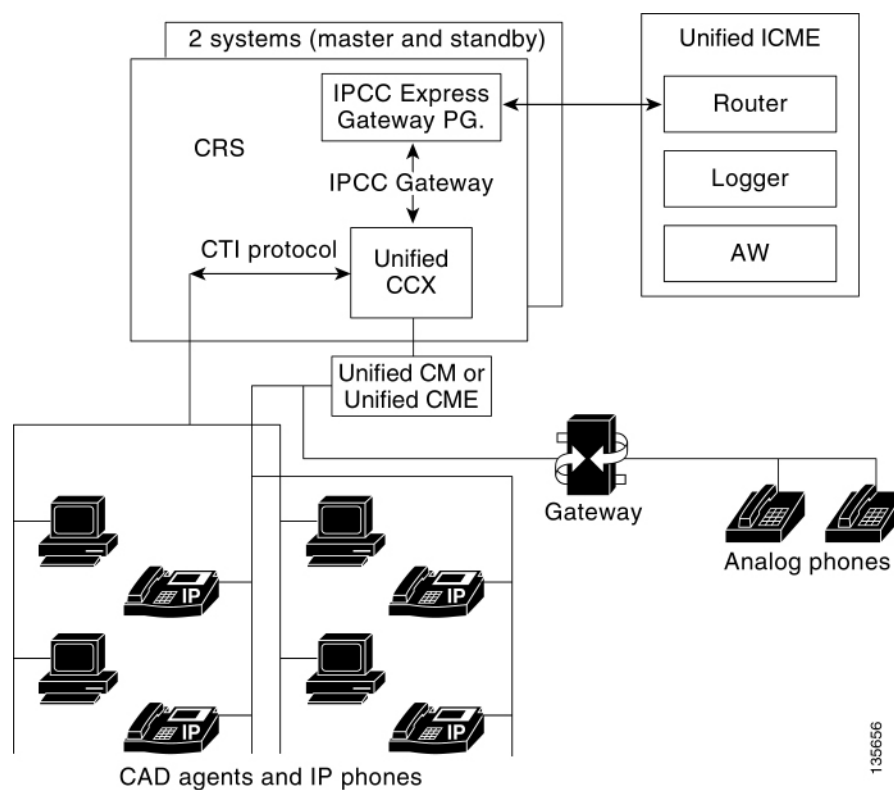 2 systems (master and standby)
Unified ICME
IPCC Express
Gateway PG.
Router
CRS
IPCC Gateway
Logger
CTI protocol
Unified
CCX
AW
Unified CM or
Unified CME
Gateway
Analog phones
IP
IP
IP
IP
CAD agents and IP phones
135656